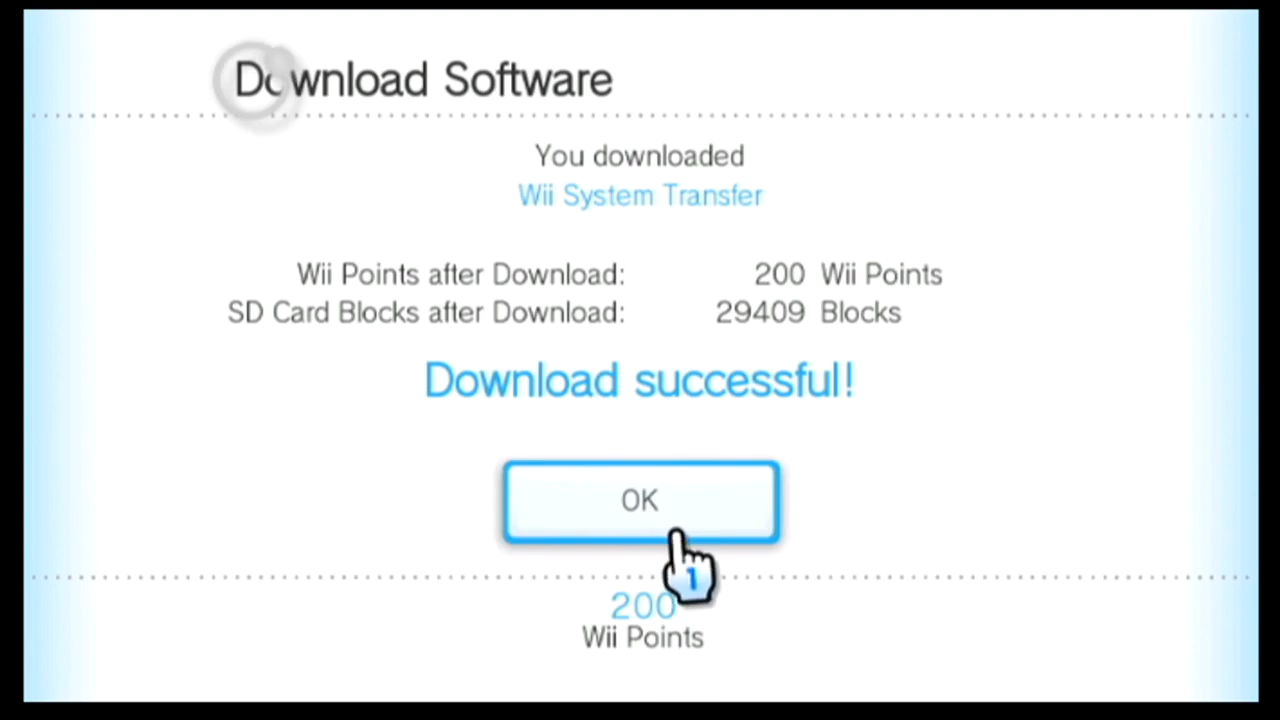 Download Software
You downloaded
Wii System Transfer
Wii Points after Download: 200 Wii Points
SD Card Blocks after Download: 29409 Blocks
Download successful!
OK
1
200
Wii Points